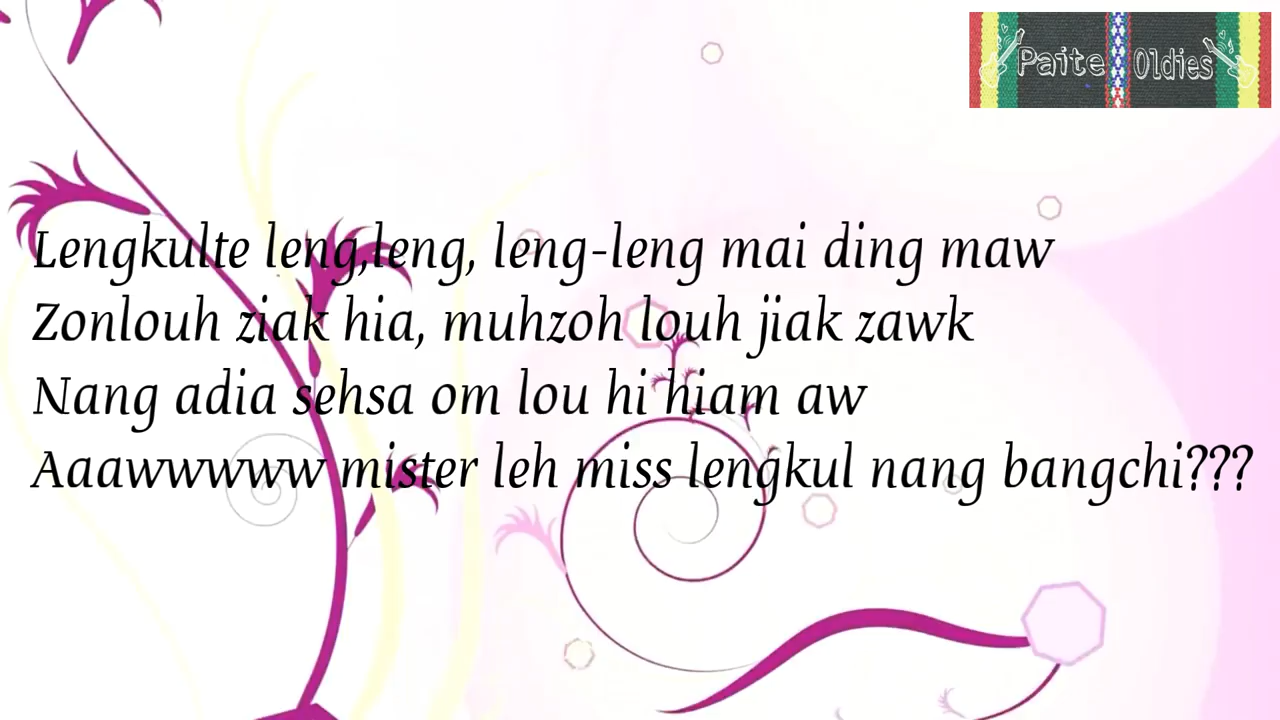 Paite Oldies
Lengkulte leng,leng, leng-leng mai ding maw
Zonlouh ziak hia, muhzoh louh jiak zawk
Nang adia sehsa om lou hi hiam aw
Aaawwwww mister leh miss lengkul nang bangchi???